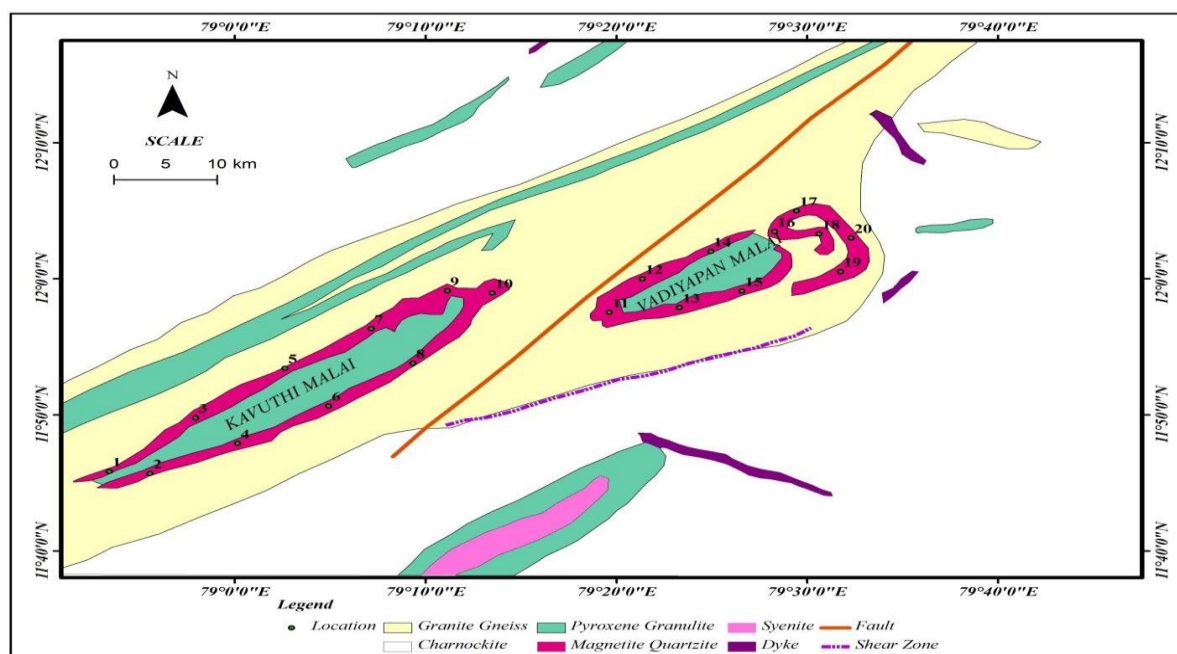 79°0'0"E 79°10'0"E 79°20'0"E 79°30'0"E 79°40'0"E
N
SCALE
0 5 10 km
12°10'0"N 12°10'0"N
12°0'0"N 12°0'0"N
11°50'0"N 11°50'0"N
11°40'0"N 11°40'0"N
17
16 18 20
14
12 19
VADIYAPAN MALAI
15
11 13
9 10
7
5 8
KAVUTHI MALAI
6
3
4
1 2
79°0'0"E 79°10'0"E 79°20'0"E 79°30'0"E 79°40'0"E
Legend
Location Granite Gneiss Pyroxene Granulite Syenite Fault
Charnockite Magnetite Quartzite Dyke Shear Zone